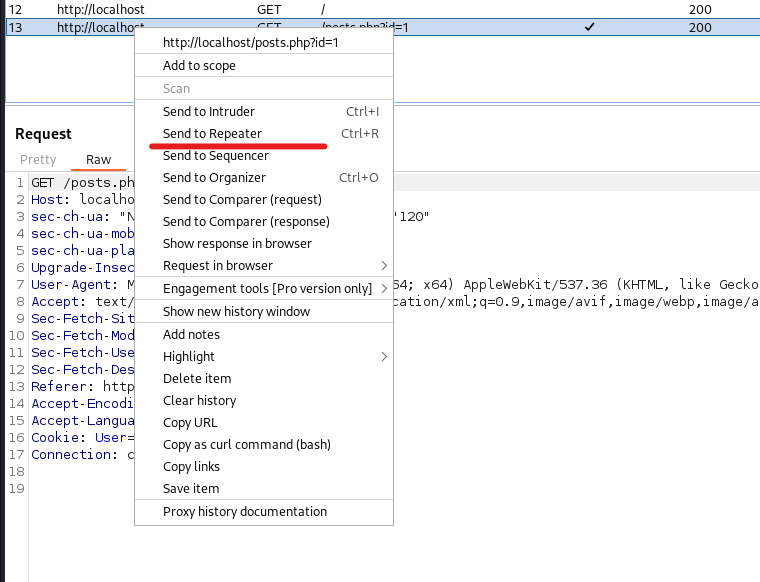 12 http://localhost GET / 200
13 http://localhost GET /posts.php?id=1 ✓ 200
http://localhost/posts.php?id=1
Add to scope
Scan
Send to Intruder Ctrl+I
Send to Repeater Ctrl+R
Send to Sequencer
Send to Organizer Ctrl+O
Send to Comparer (request)
Send to Comparer (response)
Show response in browser
Request in browser
Engagement tools [Pro version only]
Show new history window
Add notes
Highlight
Delete item
Clear history
Copy URL
Copy as curl command (bash)
Copy links
Save item
Proxy history documentation
Request
Pretty Raw
1 GET /posts.ph
2 Host: localho
3 sec-ch-ua: "N "120"
4 sec-ch-ua-mob
5 sec-ch-ua-pla
6 Upgrade-Insec
7 User-Agent: M 64; x64) AppleWebKit/537.36 (KHTML, like Gecko
8 Accept: text/ cation/xml;q=0.9,image/avif,image/webp,image/a
9 Sec-Fetch-Sit
10 Sec-Fetch-Mod
11 Sec-Fetch-Use
12 Sec-Fetch-Des
13 Referer: http
14 Accept-Encodi
15 Accept-Langua
16 Cookie: User=
17 Connection: c
18
19